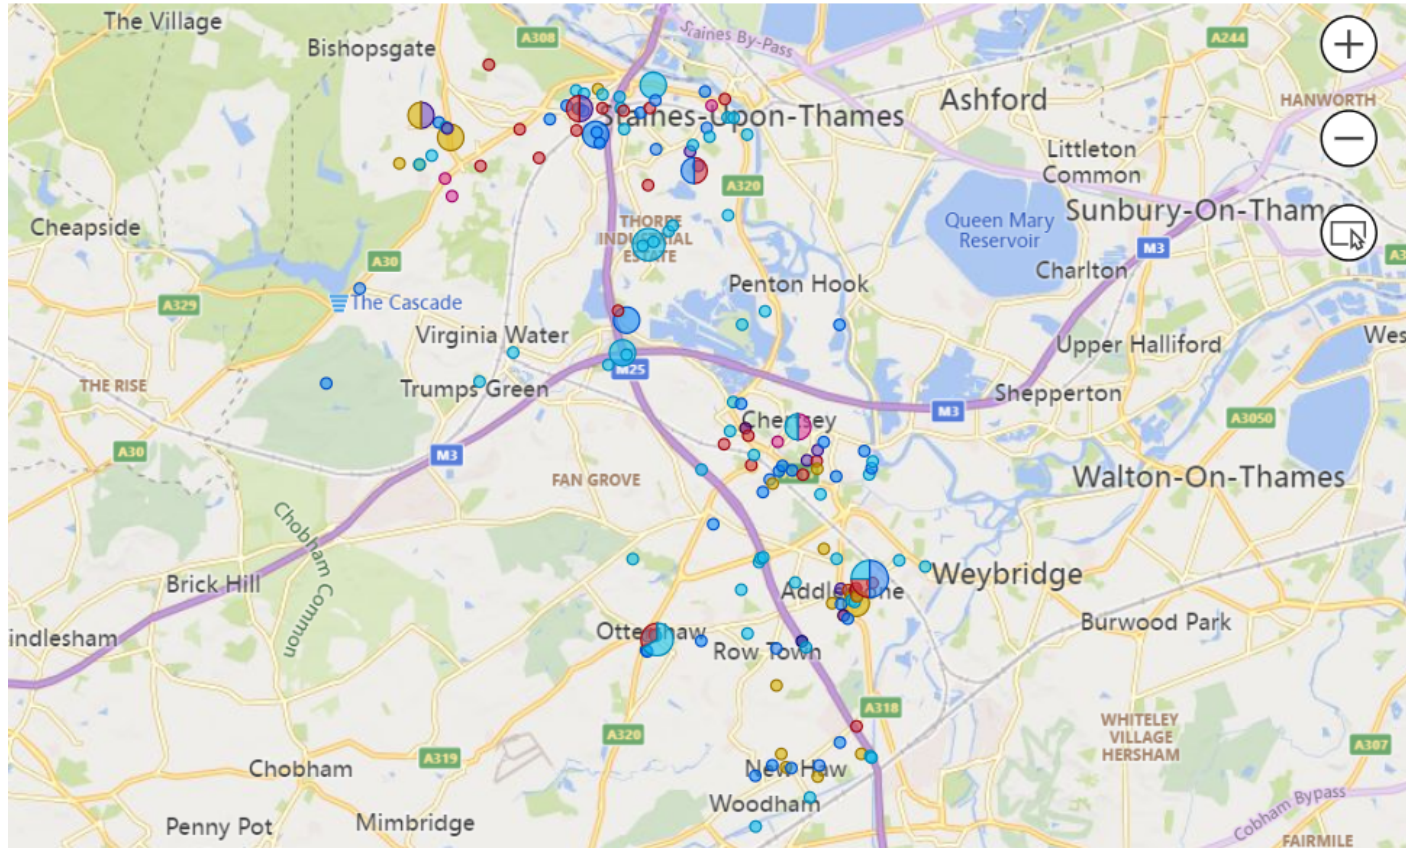 The Village
A308
Staines By-Pass
A244
Bishopsgate
HANWORTH
Ashford
Staines-Upon-Thames
Littleton
Common
A320
Sunbury-On-Thame
Cheapside
THORPE
INDUSTRIAL
ESTATE
Queen Mary
Reservoir
M3
A3
A30
Charlton
Penton Hook
A329
The Cascade
Virginia Water
Upper Halliford
Wes
M25
THE RISE
Trumps Green
Shepperton
M3
A3050
Chertsey
A30
M3
FAN GROVE
Walton-On-Thames
Chobham Common
Brick Hill
Weybridge
Addlestone
indlesham
Ottershaw
Row Town
Burwood Park
A318
A320
WHITELEY
VILLAGE
HERSHAM
A307
A319
Chobham
New Haw
Woodham
Cobham Bypass
Penny Pot
Mimbridge
FAIRMILE